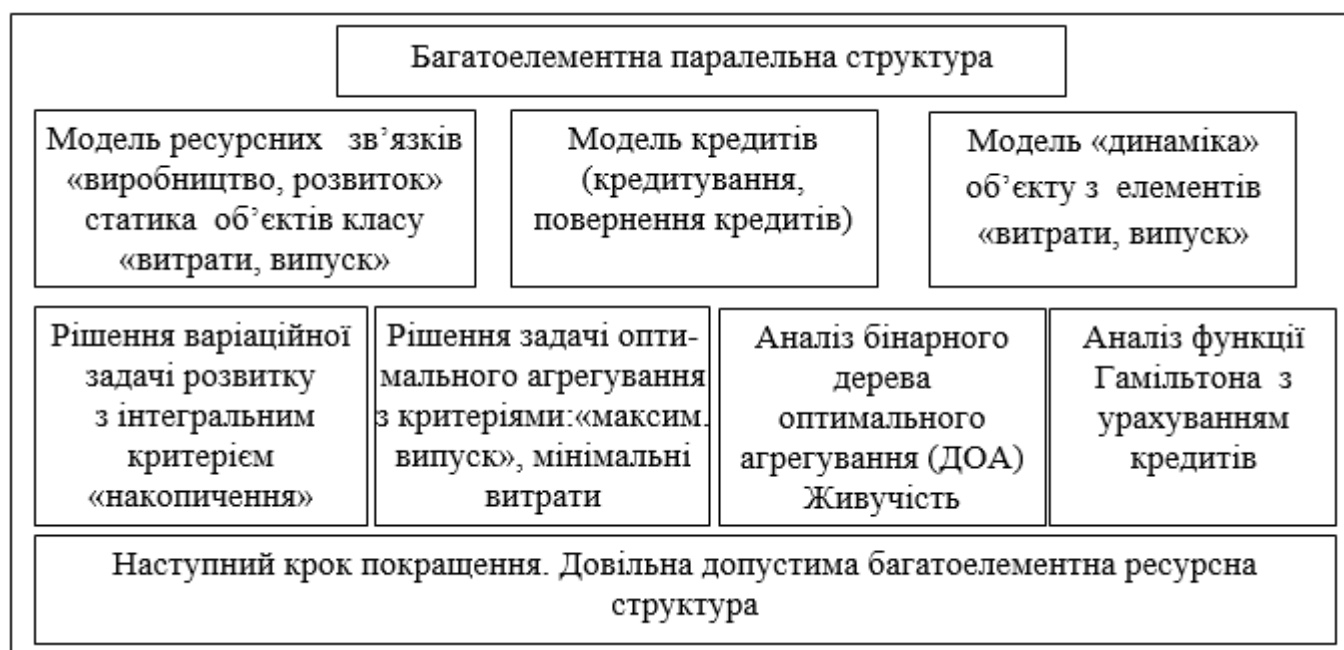 Багатоелементна паралельна структура
Модель ресурсних зв’язків
«виробництво, розвиток»
статика об’єктів класу
«витрати, випуск»
Модель кредитів
(кредитування,
повернення кредитів)
Модель «динаміка»
об’єкту з елементів
«витрати, випуск»
Рішення варіаційної
задачі розвитку
з інтегральним
критерієм
«накопичення»
Рішення задачі опти-
мального агрегування
з критеріями:«максим.
випуск», мінімальні
витрати
Аналіз бінарного
дерева
оптимального
агрегування (ДОА)
Живучість
Аналіз функції
Гамільтона з
урахуванням
кредитів
Наступний крок покращення. Довільна допустима багатоелементна ресурсна
структура